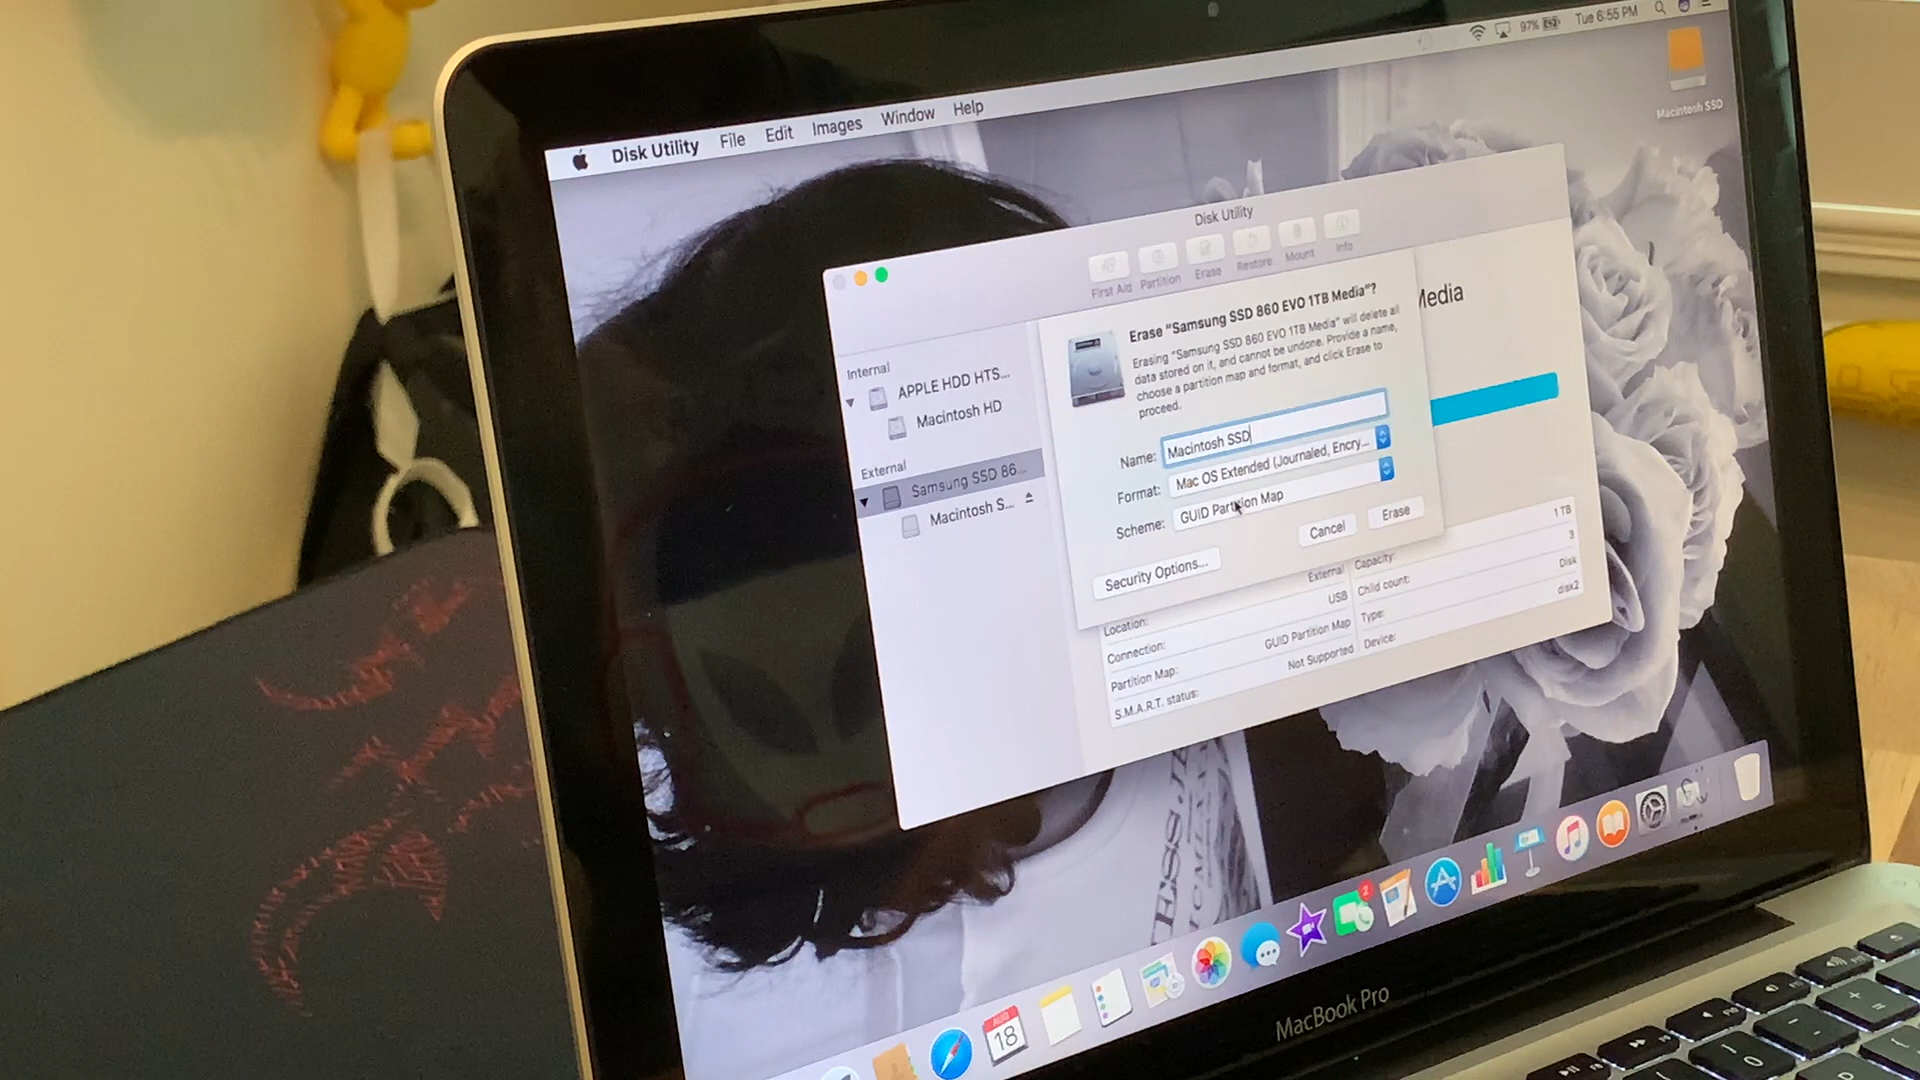 Disk Utility File Edit Images Window Help
97% Tue 6:55 PM
Macintosh SSD
Disk Utility
First Aid Partition Erase Restore Mount Info
Internal
APPLE HDD HTS...
Macintosh HD
External
Samsung SSD 86...
Macintosh S...
Media
Erase “Samsung SSD 860 EVO 1TB Media”?
Erasing “Samsung SSD 860 EVO 1TB Media” will delete all
data stored on it, and cannot be undone. Provide a name,
choose a partition map and format, and click Erase to
proceed.
Name: Macintosh SSD
Format: Mac OS Extended (Journaled, Encry...
Scheme: GUID Partition Map
Security Options... Cancel Erase
Location: External
Connection: USB
Partition Map: GUID Partition Map
S.M.A.R.T. status: Not Supported
Capacity: 1 TB
Child count: 3
Type: Disk
Device: disk2
AUG
18
2
MacBook Pro